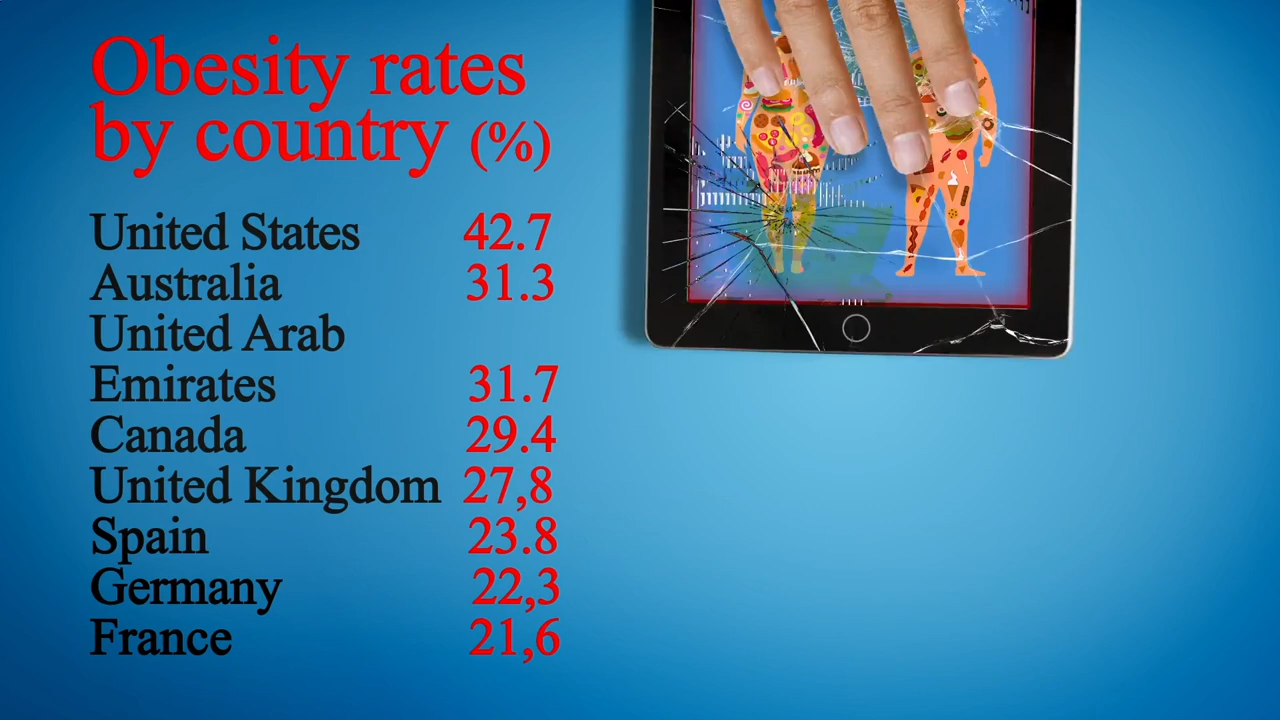 Obesity rates
by country (%)
United States 42.7
Australia 31.3
United Arab
Emirates 31.7
Canada 29.4
United Kingdom 27,8
Spain 23.8
Germany 22,3
France 21,6